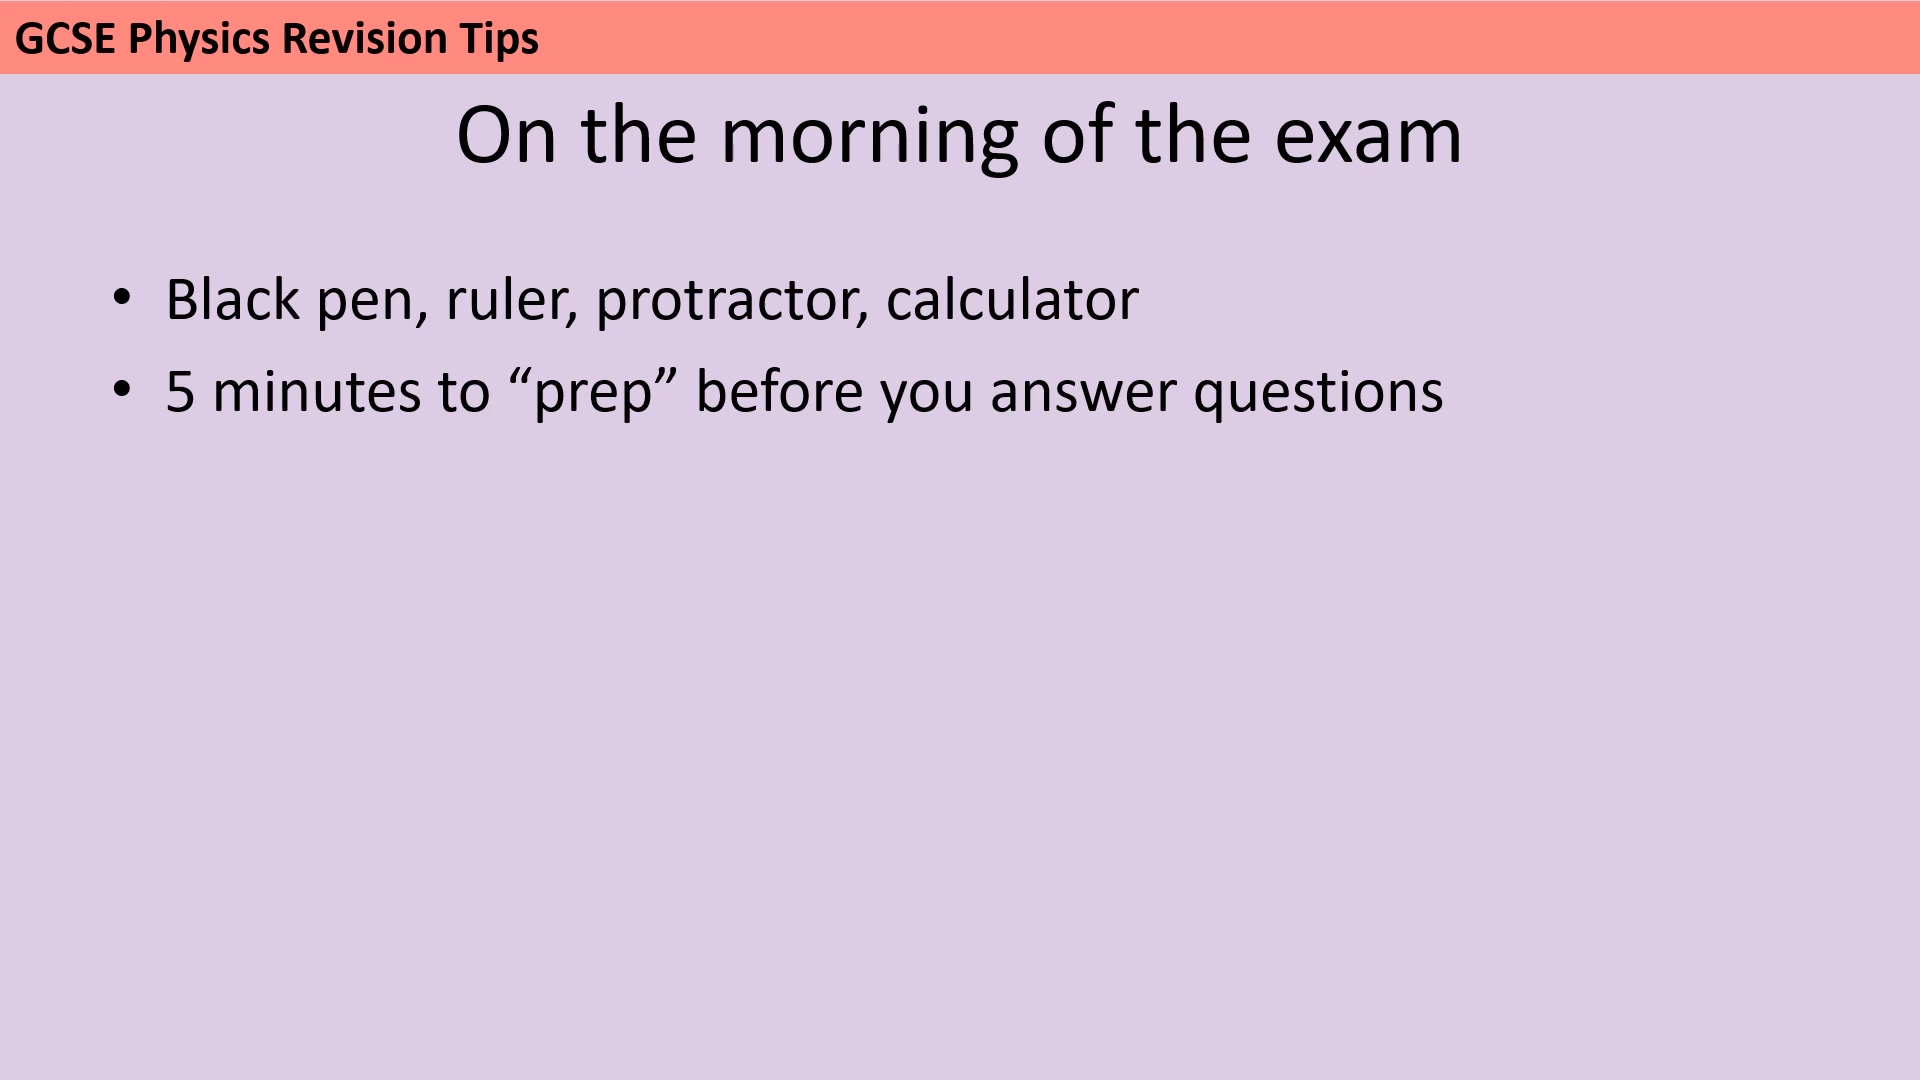 GCSE Physics Revision Tips
On the morning of the exam
• Black pen, ruler, protractor, calculator
• 5 minutes to “prep” before you answer questions